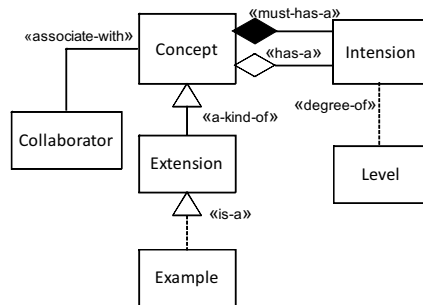 «must-has-a»
«associate-with»
Concept
Intension
«has-a»
«degree-of»
«a-kind-of»
Collaborator
Extension
Level
«is-a»
Example